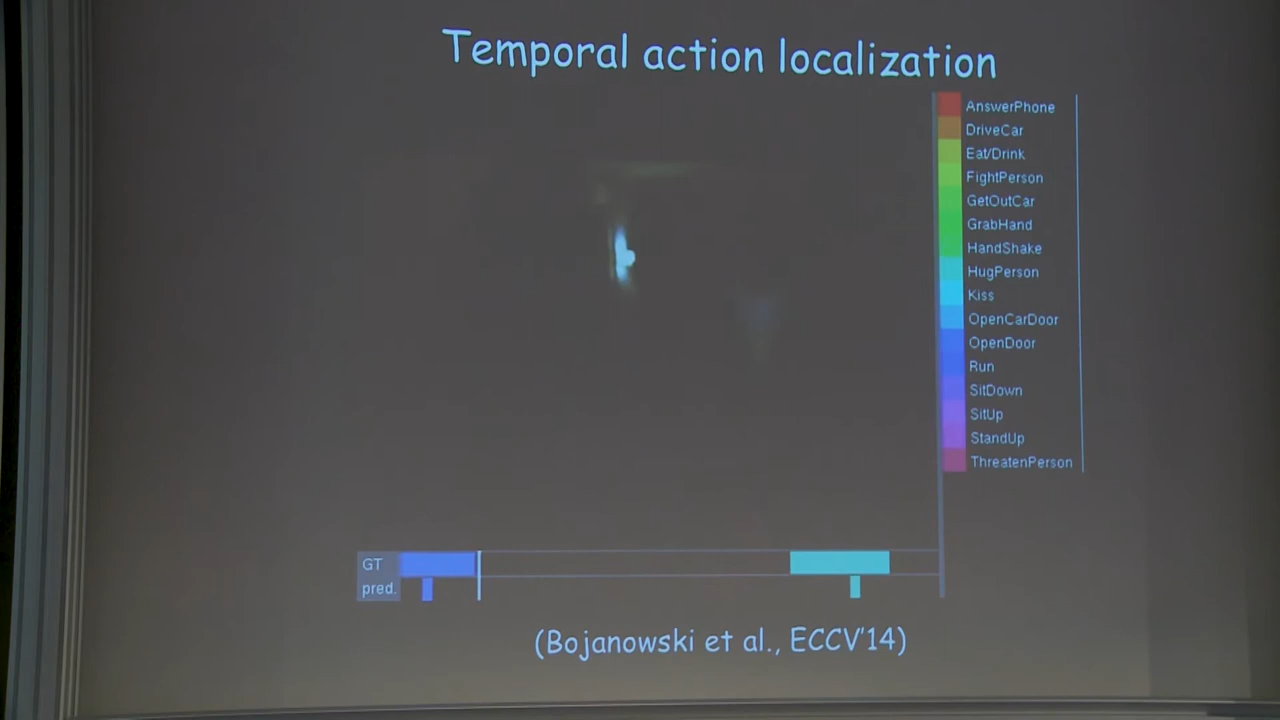 Temporal action localization
AnswerPhone
DriveCar
Eat/Drink
FightPerson
GetOutCar
GrabHand
HandShake
HugPerson
Kiss
OpenCarDoor
OpenDoor
Run
SitDown
SitUp
StandUp
ThreatenPerson
GT
pred.
(Bojanowski et al., ECCV'14)